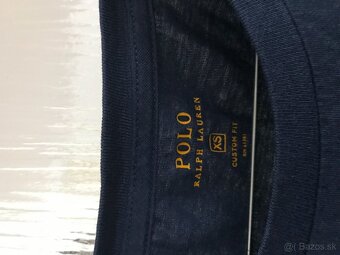 POLO
RALPH LAUREN
XS
CUSTOM FIT
Bazos.sk